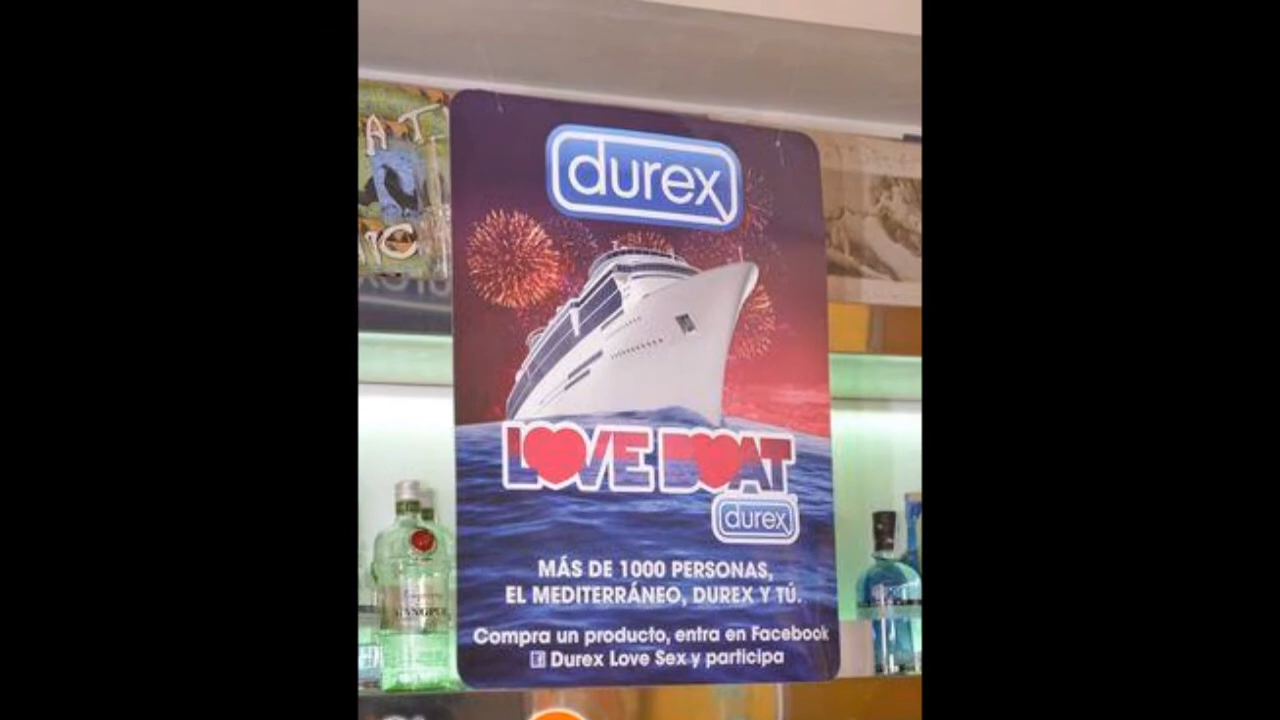 durex
LOVE BOAT
durex
MÁS DE 1000 PERSONAS,
EL MEDITERRÁNEO, DUREX Y TÚ.
Compra un producto, entra en Facebook
Durex Love Sex y participa